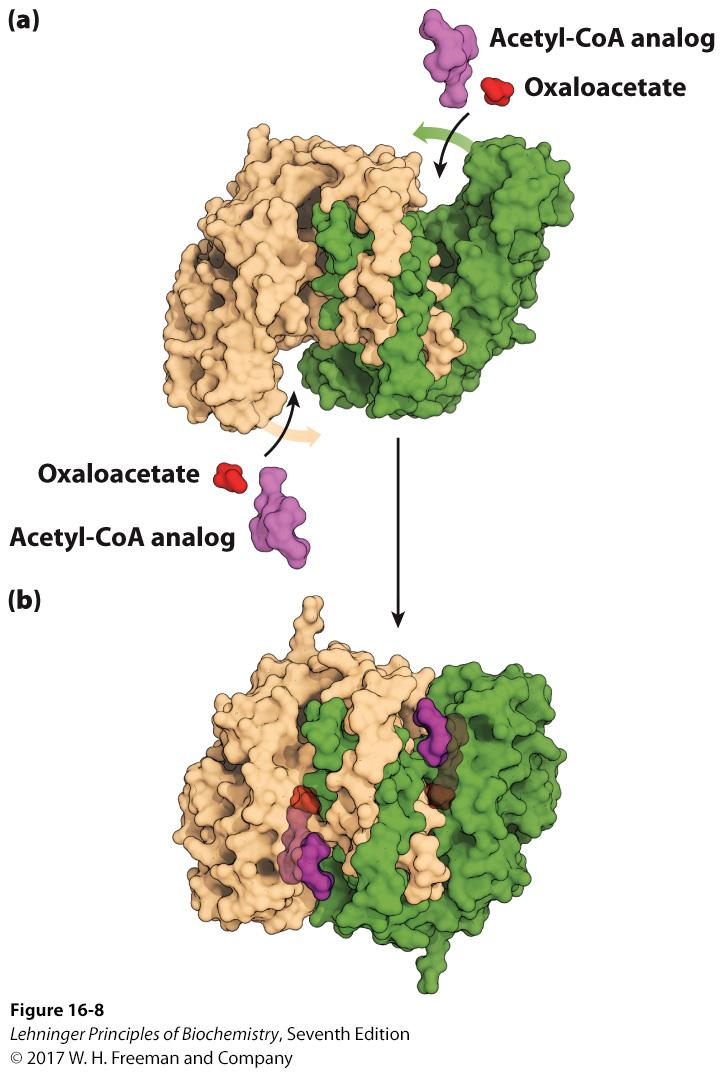 (a)
Acetyl-CoA analog
Oxaloacetate
Oxaloacetate
Acetyl-CoA analog
(b)
Figure 16-8
Lehninger Principles of Biochemistry, Seventh Edition
© 2017 W. H. Freeman and Company